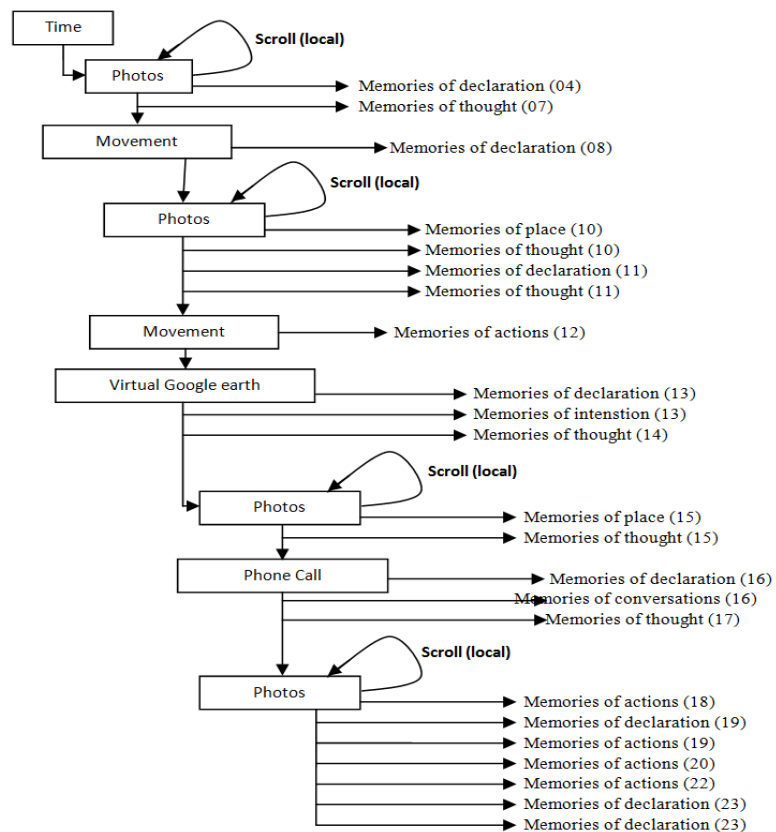 Time
Scroll (local)
Photos
Memories of declaration (04)
Memories of thought (07)
Movement
Memories of declaration (08)
Scroll (local)
Photos
Memories of place (10)
Memories of thought (10)
Memories of declaration (11)
Memories of thought (11)
Movement
Memories of actions (12)
Virtual Google earth
Memories of declaration (13)
Memories of intenstion (13)
Memories of thought (14)
Scroll (local)
Photos
Memories of place (15)
Memories of thought (15)
Phone Call
Memories of declaration (16)
Memories of conversations (16)
Memories of thought (17)
Scroll (local)
Photos
Memories of actions (18)
Memories of declaration (19)
Memories of actions (19)
Memories of actions (20)
Memories of actions (22)
Memories of declaration (23)
Memories of declaration (23)